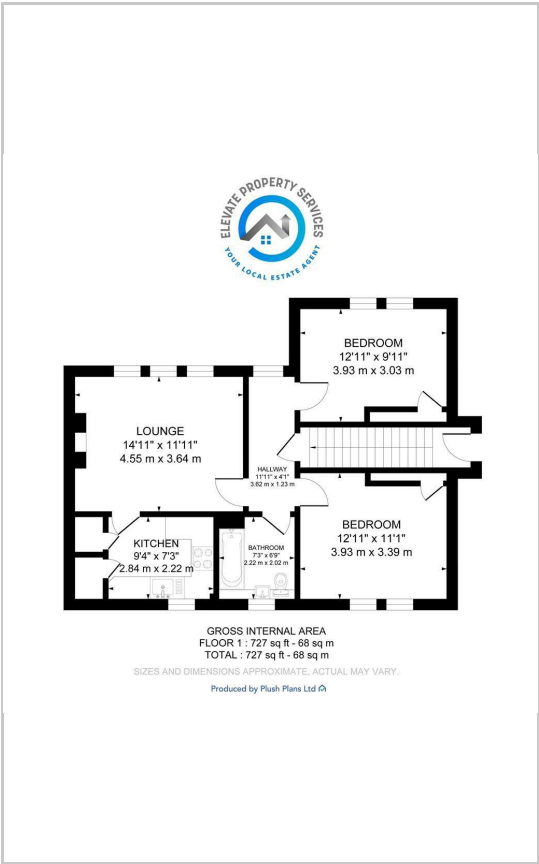 ELEVATE PROPERTY SERVICES
YOUR LOCAL ESTATE AGENT
BEDROOM
12'11" x 9'11"
3.93 m x 3.03 m
LOUNGE
14'11" x 11'11"
4.55 m x 3.64 m
HALLWAY
11'11" x 4'1"
3.62 m x 1.23 m
BEDROOM
12'11" x 11'1"
3.93 m x 3.39 m
KITCHEN
9'4" x 7'3"
2.84 m x 2.22 m
BATHROOM
7'3" x 6'9"
2.22 m x 2.02 m
GROSS INTERNAL AREA
FLOOR 1 : 727 sq ft - 68 sq m
TOTAL : 727 sq ft - 68 sq m
SIZES AND DIMENSIONS APPROXIMATE, ACTUAL MAY VARY.
Produced by Plush Plans Ltd